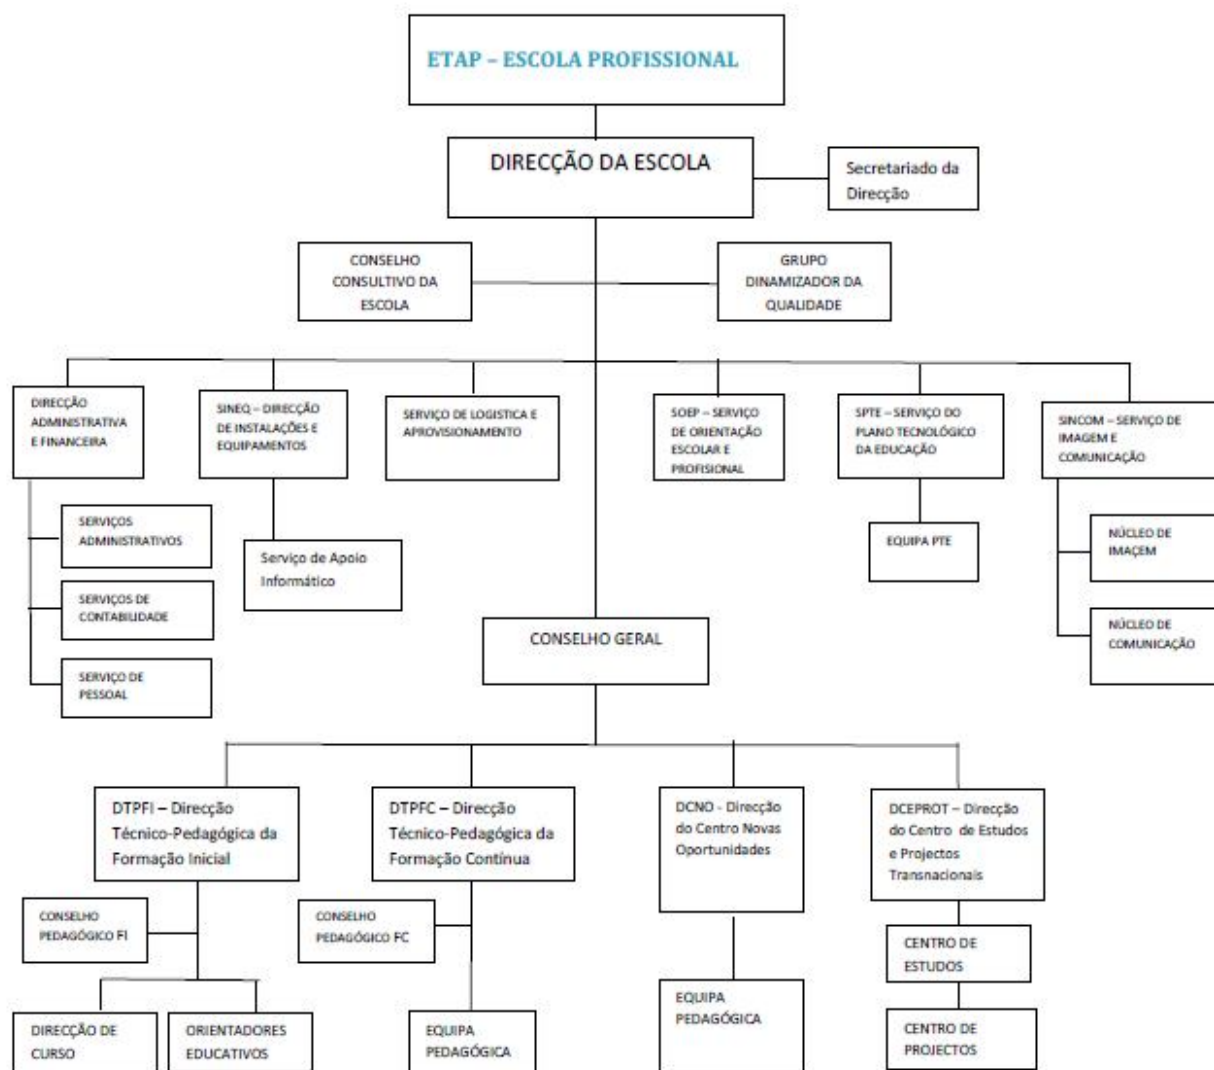 ETAP – ESCOLA PROFISSIONAL
DIRECÇÃO DA ESCOLA
Secretariado da
Direcção
CONSELHO
CONSULTIVO DA
ESCOLA
GRUPO
DINAMIZADOR DA
QUALIDADE
DIRECÇÃO
ADMINISTRATIVA
E FINANCEIRA
SINEQ – DIRECÇÃO
DE INSTALAÇÕES E
EQUIPAMENTOS
SERVIÇO DE LOGISTICA E
APROVISIONAMENTO
SOEP – SERVIÇO
DE ORIENTAÇÃO
ESCOLAR E
PROFISIONAL
SPTE – SERVIÇO DO
PLANO TECNOLÓGICO
DA EDUCAÇÃO
SINCOM – SERVIÇO DE
IMAGEM E
COMUNICAÇÃO
SERVIÇOS
ADMINISTRATIVOS
SERVIÇOS DE
CONTABILIDADE
SERVIÇO DE
PESSOAL
Serviço de Apoio
Informático
EQUIPA PTE
NÚCLEO DE
IMAÇEM
NÚCLEO DE
COMUNICAÇÃO
CONSELHO GERAL
DTPFI – Direcção
Técnico-Pedagógica da
Formação Inicial
DTPFC – Direcção
Técnico-Pedagógica da
Formação Contínua
DCNO - Direcção
do Centro Novas
Oportunidades
DCEPROT – Direcção
do Centro de Estudos
e Projectos
Transnacionais
CONSELHO
PEDAGÓGICO FI
CONSELHO
PEDAGÓGICO FC
CENTRO DE
ESTUDOS
DIRECÇÃO DE
CURSO
ORIENTADORES
EDUCATIVOS
EQUIPA
PEDAGÓGICA
EQUIPA
PEDAGÓGICA
CENTRO DE
PROJECTOS